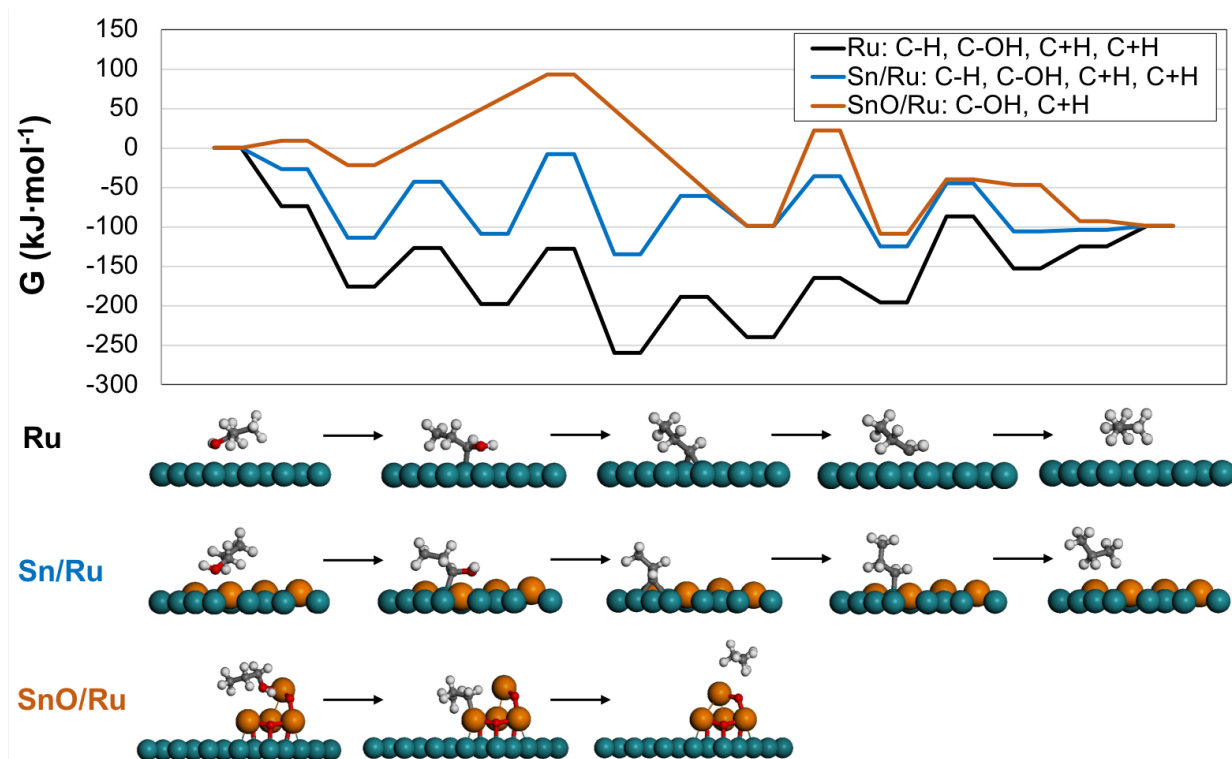 150
100
50
0
-50
-100
-150
-200
-250
-300
G (kJ·mol⁻¹)
Ru: C-H, C-OH, C+H, C+H
Sn/Ru: C-H, C-OH, C+H, C+H
SnO/Ru: C-OH, C+H
Ru
Sn/Ru
SnO/Ru